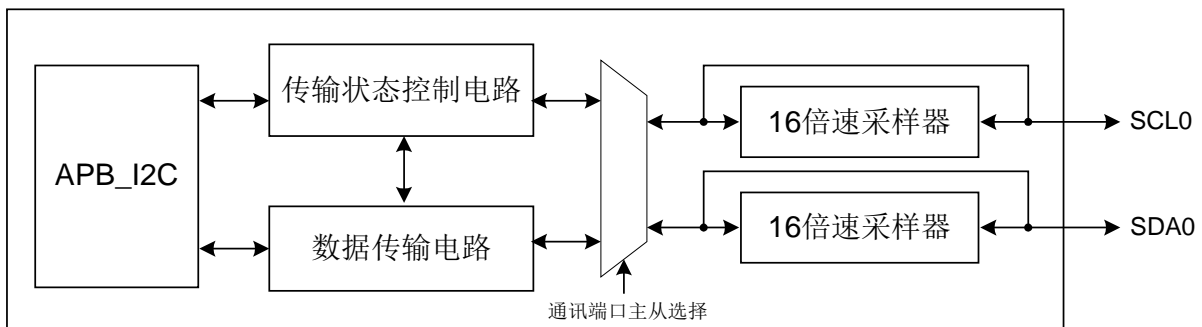 传输状态控制电路
16倍速采样器
SCL0
APB_I2C
数据传输电路
16倍速采样器
SDA0
通讯端口主从选择